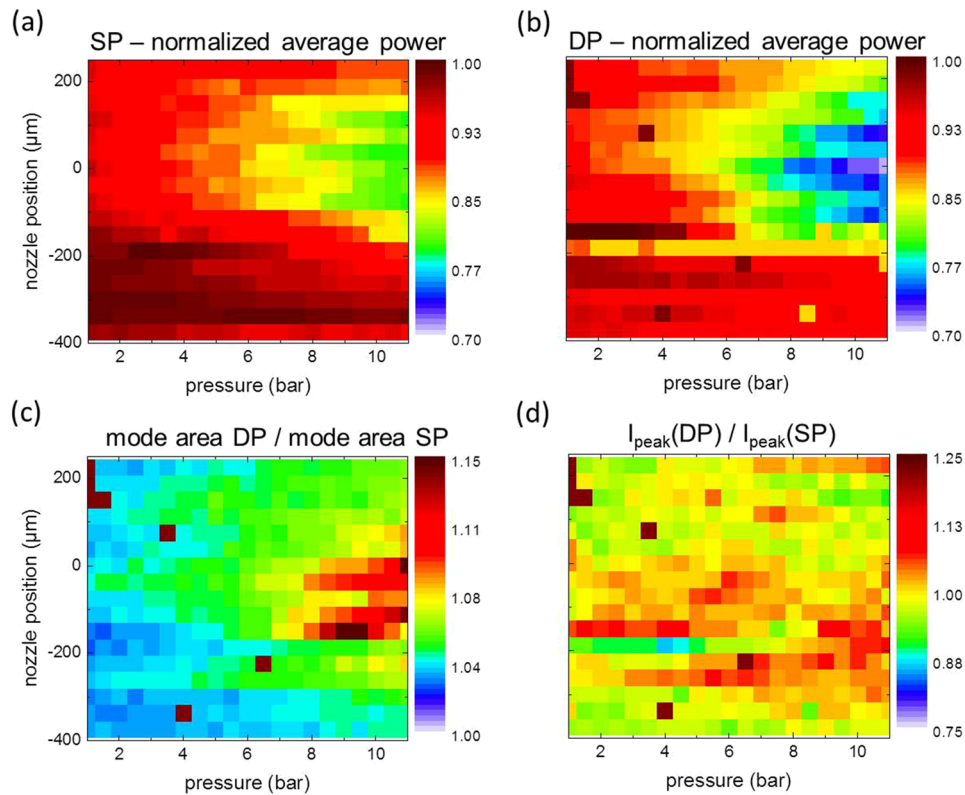 (a)
SP – normalized average power
200
0
-200
-400
nozzle position (µm)
2 4 6 8 10
pressure (bar)
1.00
0.93
0.85
0.77
0.70
(b)
DP – normalized average power
2 4 6 8 10
pressure (bar)
1.00
0.93
0.85
0.77
0.70
(c)
mode area DP / mode area SP
200
0
-200
-400
nozzle position (µm)
2 4 6 8 10
pressure (bar)
1.15
1.11
1.08
1.04
1.00
(d)
Ipeak(DP) / Ipeak(SP)
2 4 6 8 10
pressure (bar)
1.25
1.13
1.00
0.88
0.75